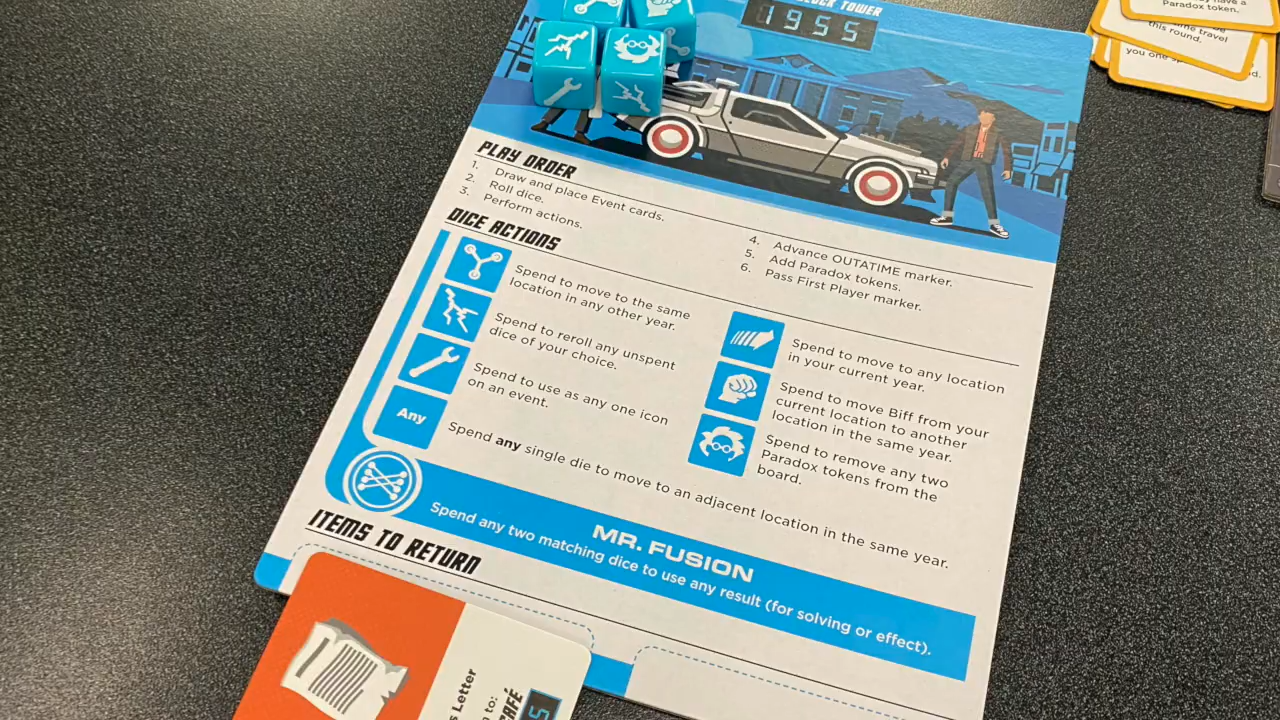 CLOCK TOWER
1955
Paradox token.
travel
this round.
you one
PLAY ORDER
1. Draw and place Event cards.
2. Roll dice.
3. Perform actions.
4. Advance OUTATIME marker.
5. Add Paradox tokens.
6. Pass First Player marker.
DICE ACTIONS
Spend to move to the same
location in any other year.
Spend to reroll any unspent
dice of your choice.
Spend to use as any one icon
on an event.
Any
Spend any single die to move to an adjacent location in the same year.
Spend to move to any location
in your current year.
Spend to move Biff from your
current location to another
location in the same year.
Spend to remove any two
Paradox tokens from the
board.
MR. FUSION
Spend any two matching dice to use any result (for solving or effect).
ITEMS TO RETURN
Letter
to:
CAFÉ
5